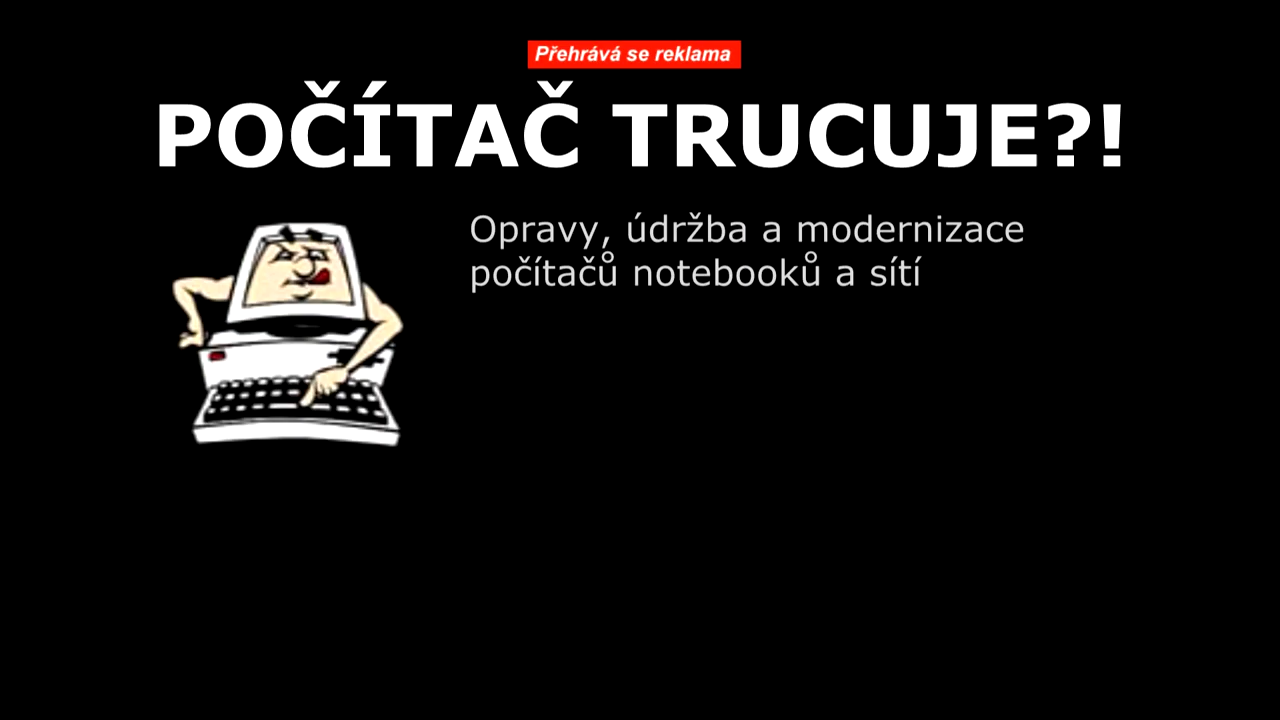 Přehrává se reklama
POČÍTAČ TRUCUJE?!
Opravy, údržba a modernizace
počítačů notebooků a sítí